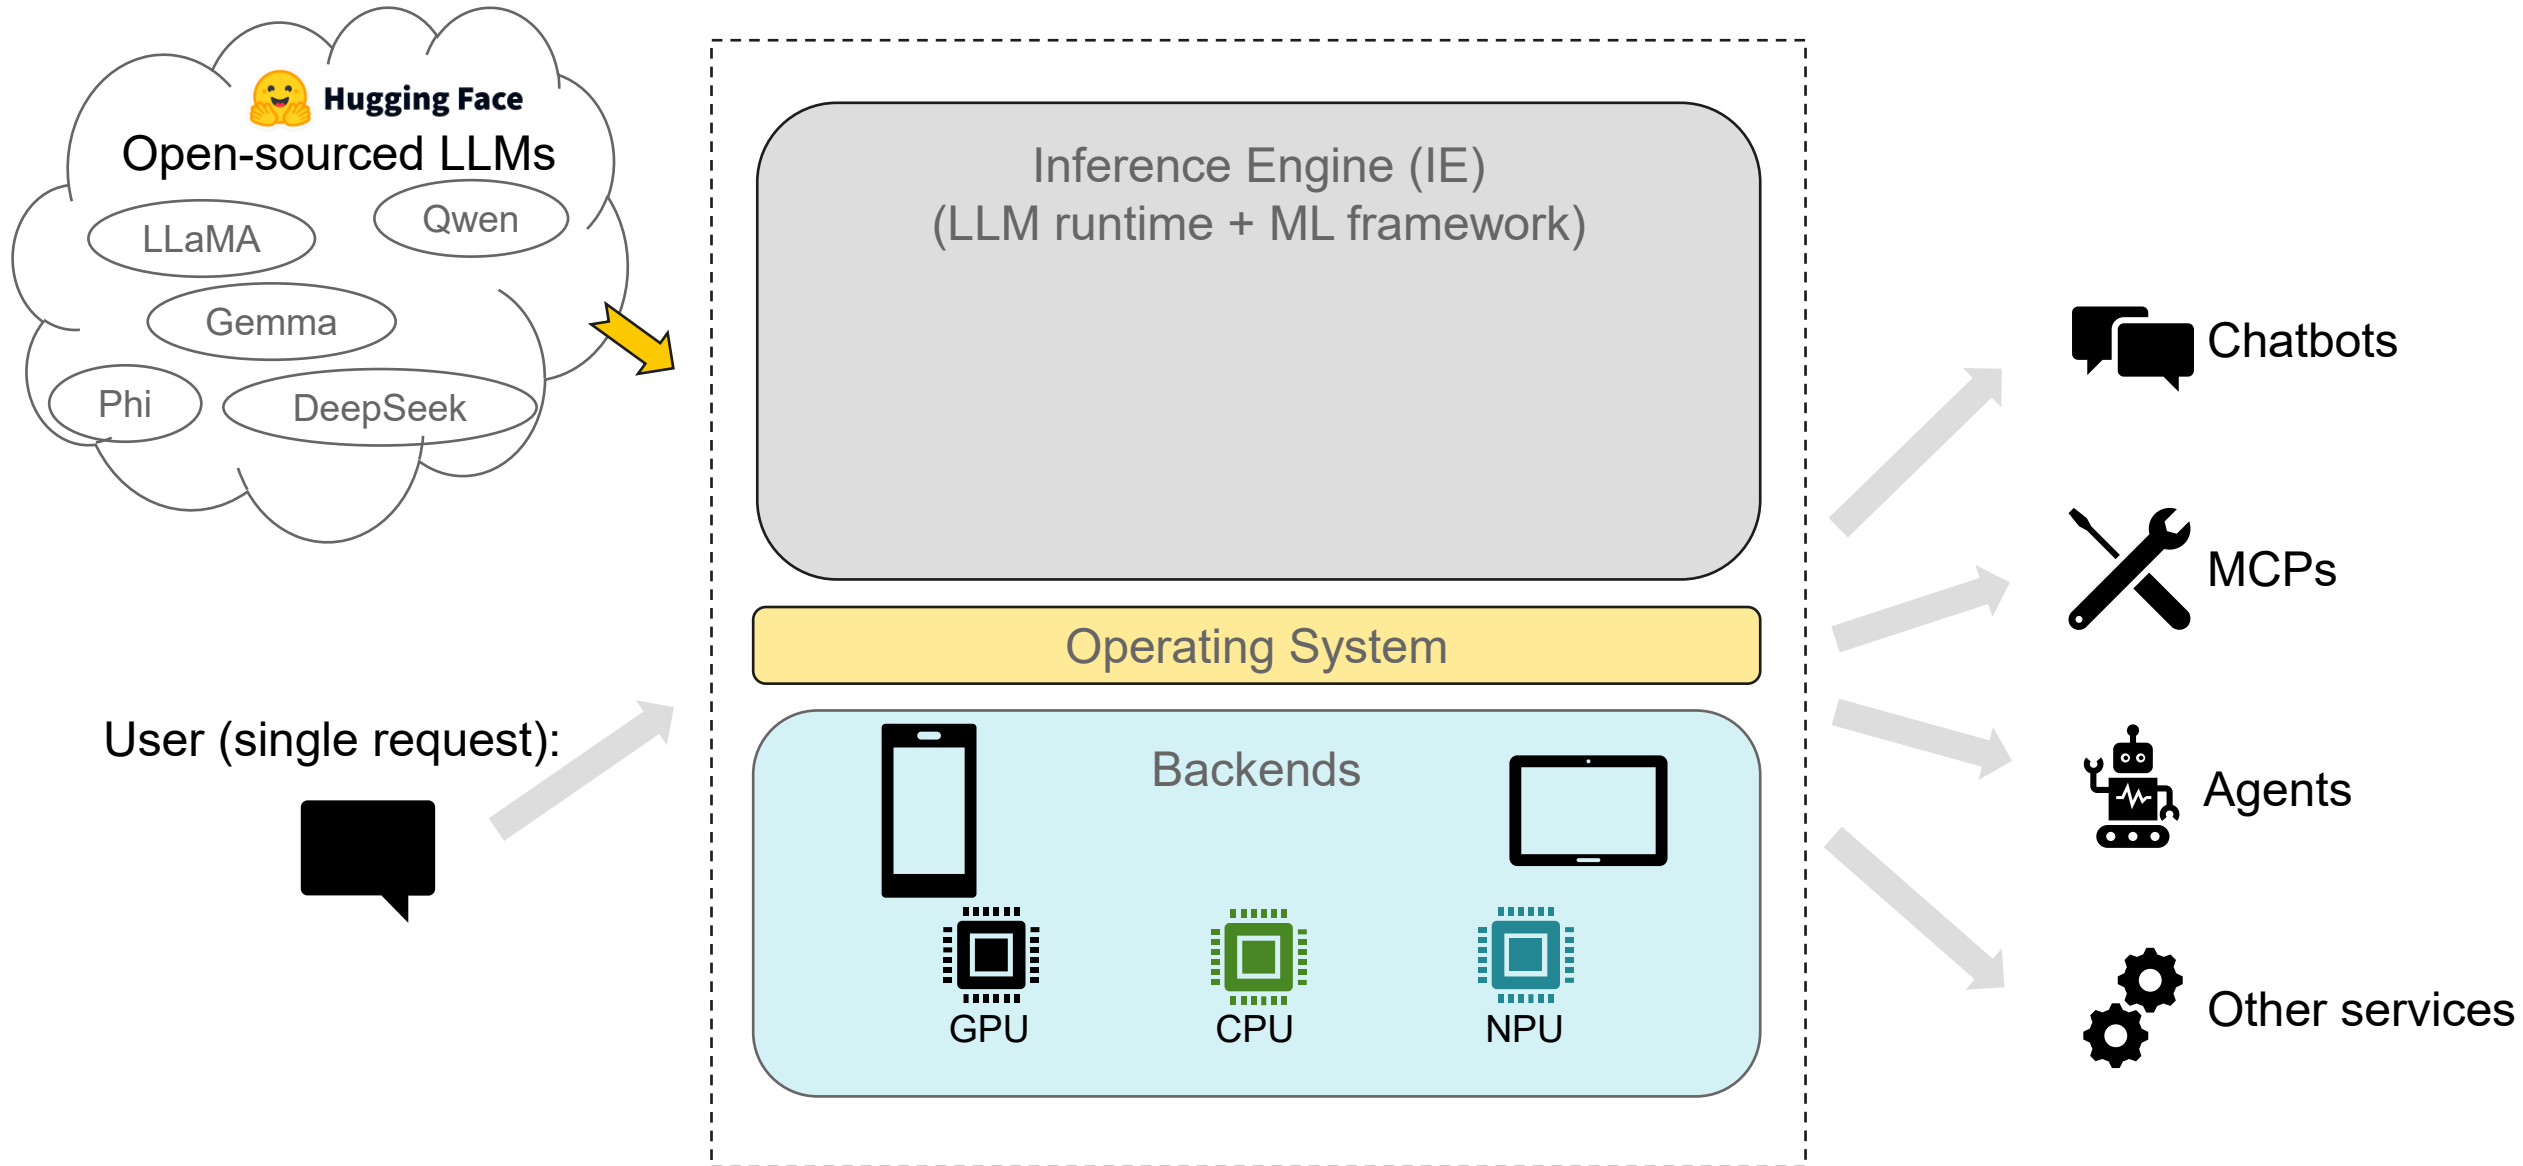 Hugging Face
Open-sourced LLMs
LLaMA
Qwen
Gemma
Phi
DeepSeek
User (single request):
Inference Engine (IE)
(LLM runtime + ML framework)
Operating System
Backends
GPU
CPU
NPU
Chatbots
MCPs
Agents
Other services